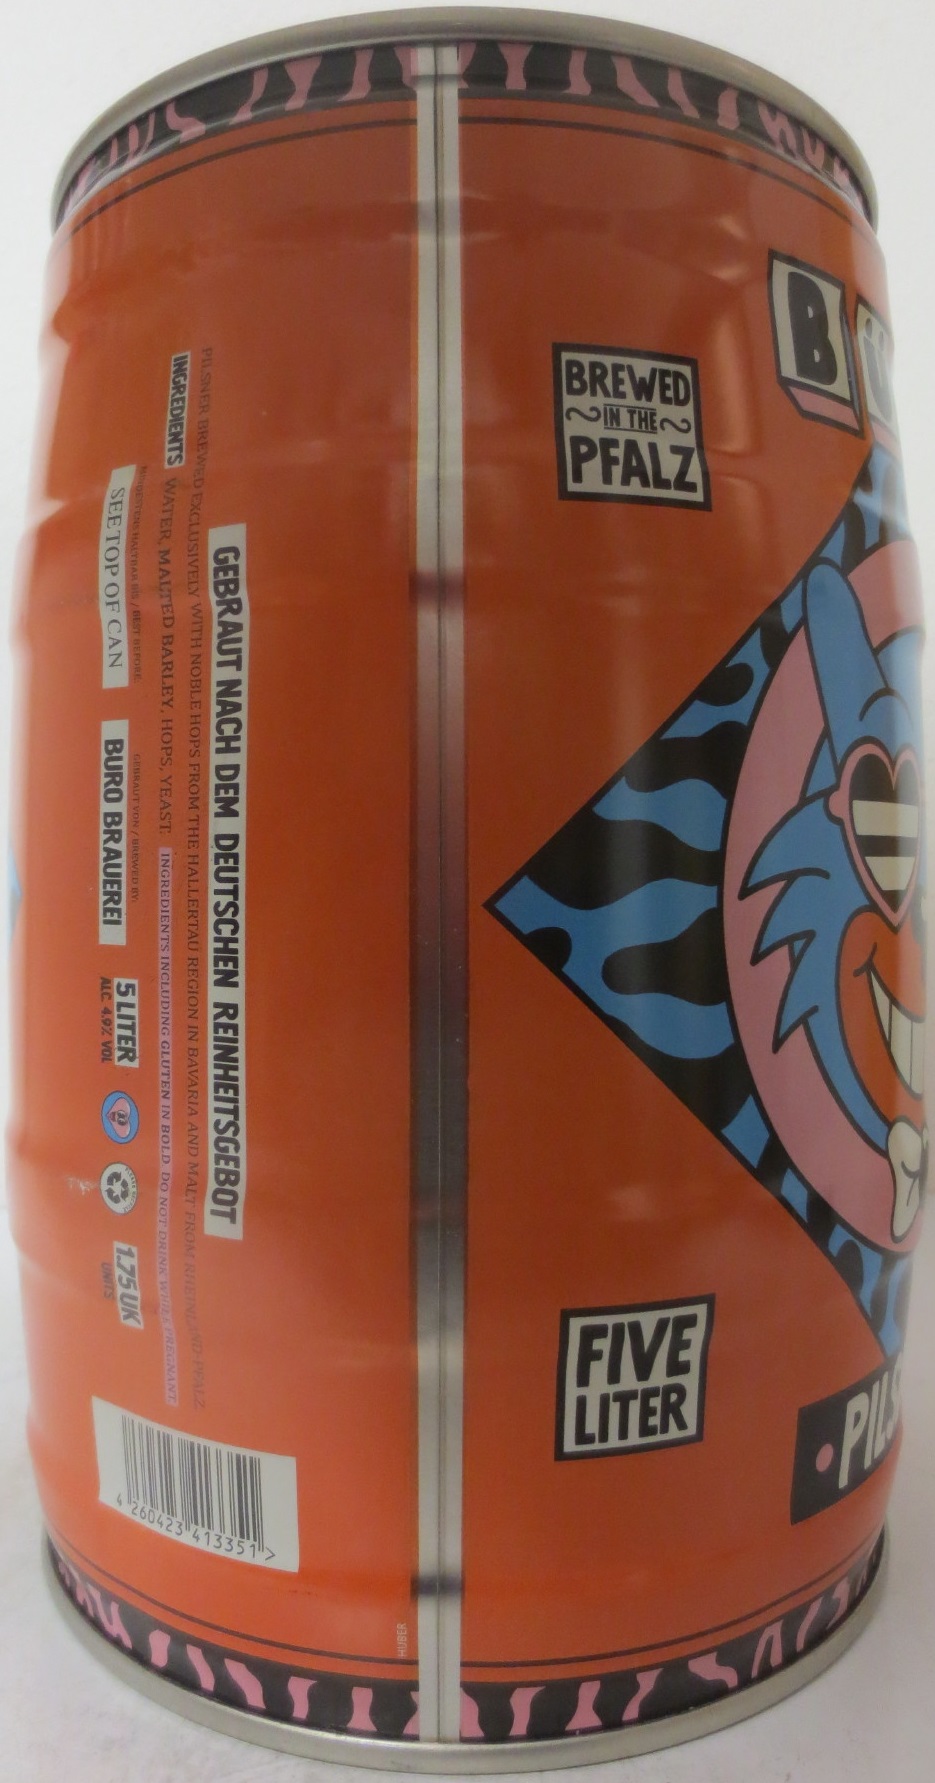 GEBRAUT NACH DEM DEUTSCHEN REINHEITSGEBOT
PILSNER BREWED EXCLUSIVELY WITH NOBLE HOPS FROM THE HALLERTAU REGION IN BAVARIA AND MALT FROM RHEINLAND-PFALZ.
INGREDIENTS WATER, MALTED BARLEY, HOPS, YEAST. INGREDIENTS INCLUDING GLUTEN IN BOLD. DO NOT DRINK WHILE PREGNANT.
MINDESTENS HALTBAR BIS / BEST BEFORE:
SEE TOP OF CAN
GEBRAUT VON / BREWED BY:
BURO BRAUEREI
5 LITER
ALC. 4.9% VOL
1.75 UK
UNITS
4 260423 413351 >
HUBER
BREWED
IN THE
PFALZ
FIVE
LITER
B
PILS